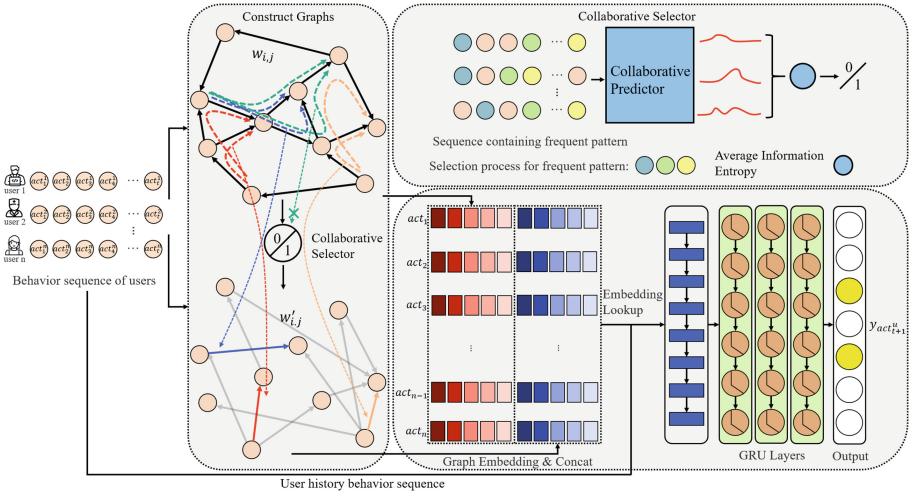 Construct Graphs
w_{i,j}
Collaborative Selector
Collaborative
Predictor
0/1
Sequence containing frequent pattern
Selection process for frequent pattern:
Average Information
Entropy
user 1
act_1^1 act_2^1 act_3^1 act_4^1 ... act_t^1
user 2
act_1^2 act_2^2 act_3^2 act_4^2 ... act_t^2
user n
act_1^n act_2^n act_3^n act_4^n ... act_t^n
Behavior sequence of users
0/1
Collaborative
Selector
w'_{i,j}
act_1
act_2
act_3
act_{n-1}
act_n
Graph Embedding & Concat
Embedding
Lookup
GRU Layers
Output
y_{act_{t+1}^u}
User history behavior sequence